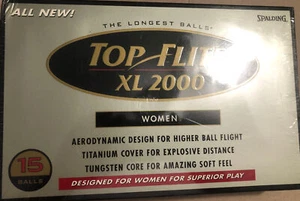 ALL NEW!
SPALDING
THE LONGEST BALLS
TOP FLITE
XL 2000
WOMEN
AERODYNAMIC DESIGN FOR HIGHER BALL FLIGHT
TITANIUM COVER FOR EXPLOSIVE DISTANCE
TUNGSTEN CORE FOR AMAZING SOFT FEEL
15
BALLS
DESIGNED FOR WOMEN FOR SUPERIOR PLAY